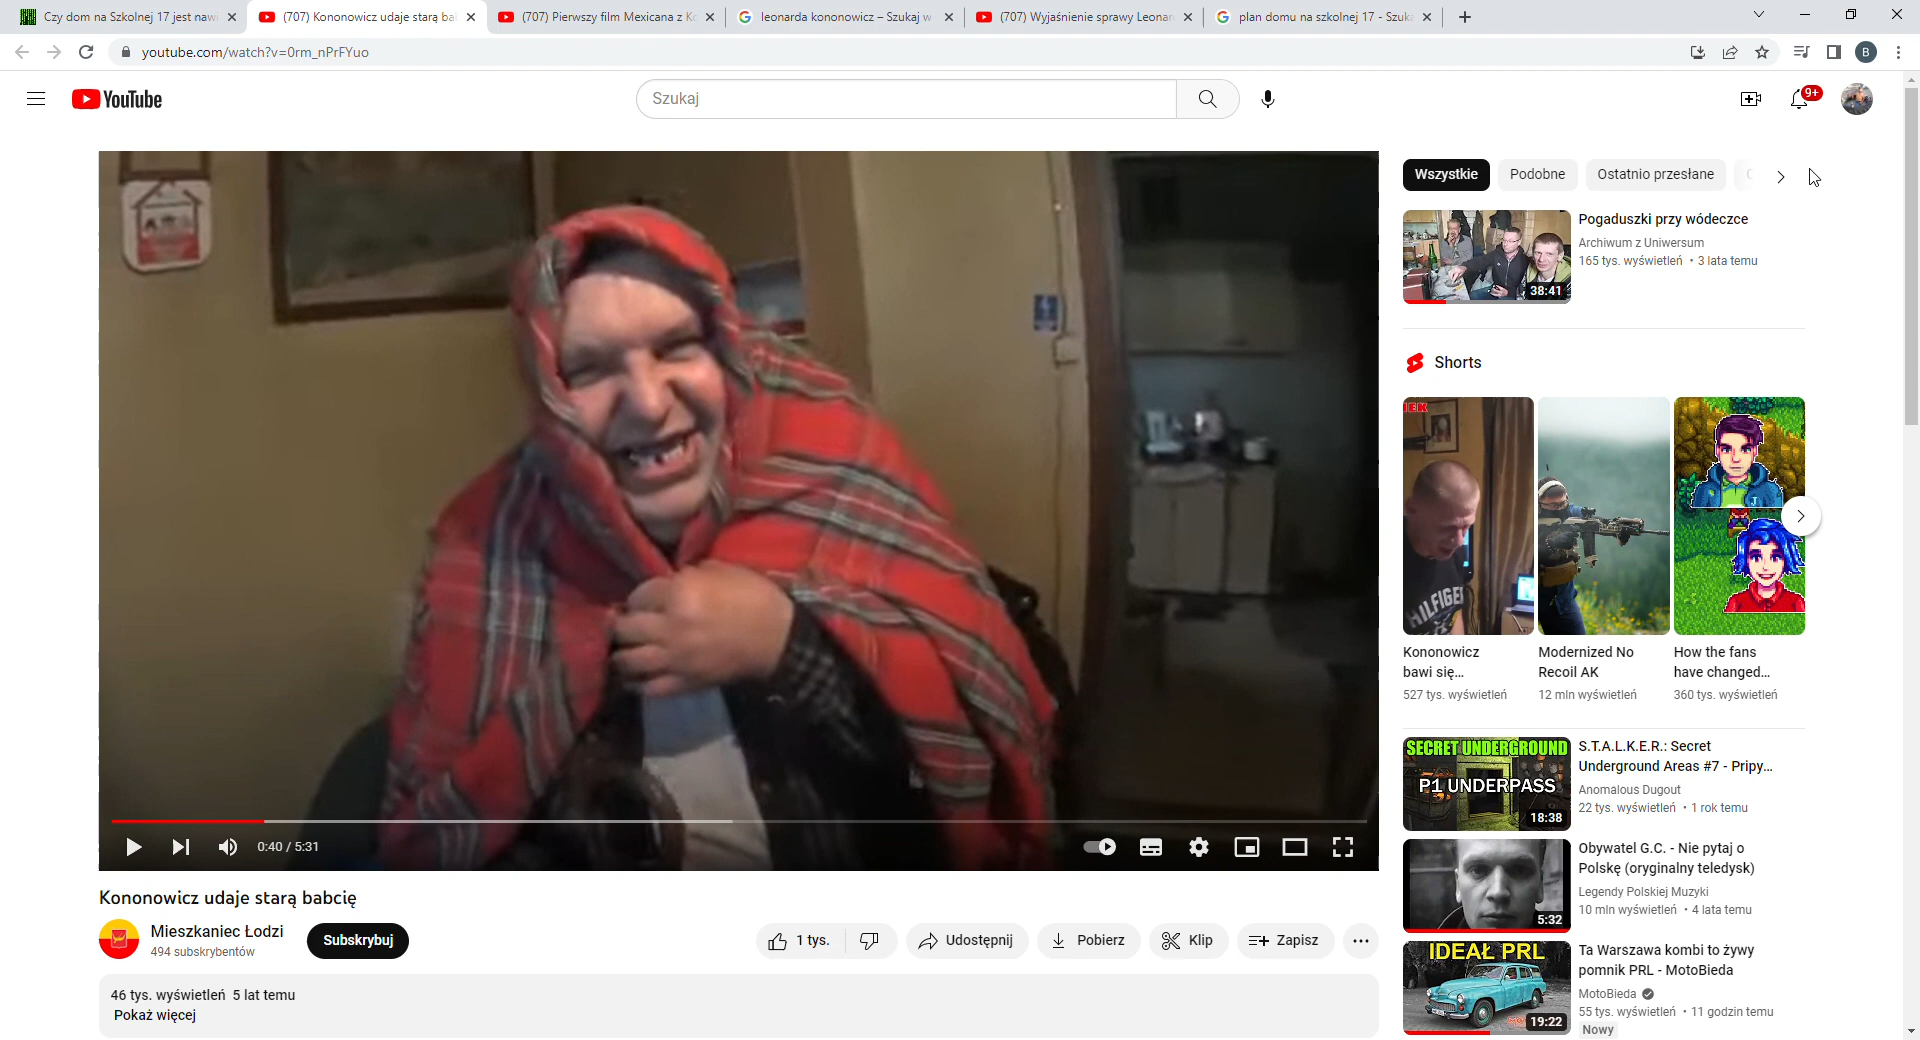 Czy dom na Szkolnej 17 jest naw
(707) Kononowicz udaje starą bab
(707) Pierwszy film Mexicana z Ko
leonarda kononowicz – Szukaj w
(707) Wyjaśnienie sprawy Leonar
plan domu na szkolnej 17 - Szuka
youtube.com/watch?v=0rm_nPrFYuo
B
YouTube
Szukaj
9+
Wszystkie
Podobne
Ostatnio przesłane
Pogaduszki przy wódeczce
Archiwum z Uniwersum
165 tys. wyświetleń • 3 lata temu
38:41
Shorts
HILFIGER
Kononowicz
bawi się...
527 tys. wyświetleń
Modernized No
Recoil AK
12 mln wyświetleń
How the fans
have changed...
360 tys. wyświetleń
SECRET UNDERGROUND
P1 UNDERPASS
18:38
S.T.A.L.K.E.R.: Secret
Underground Areas #7 - Pripy...
Anomalous Dugout
22 tys. wyświetleń • 1 rok temu
5:32
Obywatel G.C. - Nie pytaj o
Polskę (oryginalny teledysk)
Legendy Polskiej Muzyki
10 mln wyświetleń • 4 lata temu
IDEAŁ PRL
19:22
Ta Warszawa kombi to żywy
pomnik PRL - MotoBieda
MotoBieda
55 tys. wyświetleń • 11 godzin temu
Nowy
0:40 / 5:31
Kononowicz udaje starą babcię
Mieszkaniec Łodzi
494 subskrybentów
Subskrybuj
1 tys.
Udostępnij
Pobierz
Klip
Zapisz
46 tys. wyświetleń 5 lat temu
Pokaż więcej